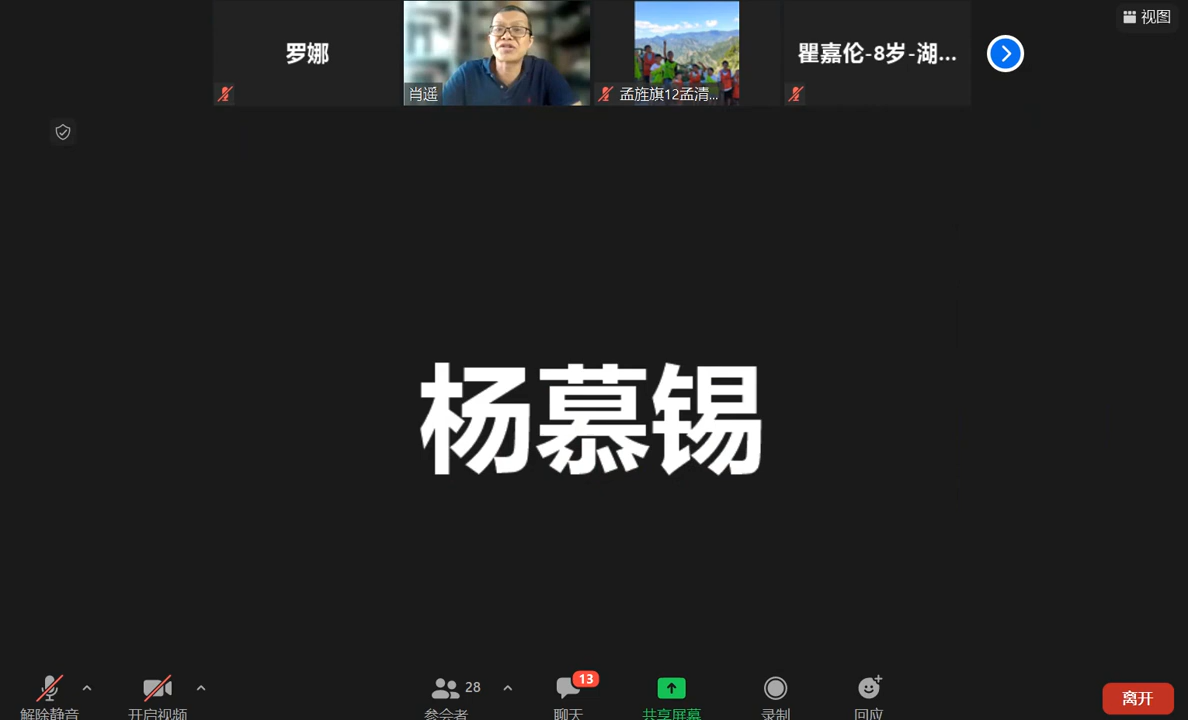 视图
罗娜
肖遥
孟旌旗12孟清...
瞿嘉伦-8岁-湖...
杨慕锡
28
13
解除静音
开启视频
参会者
聊天
共享屏幕
录制
回应
离开